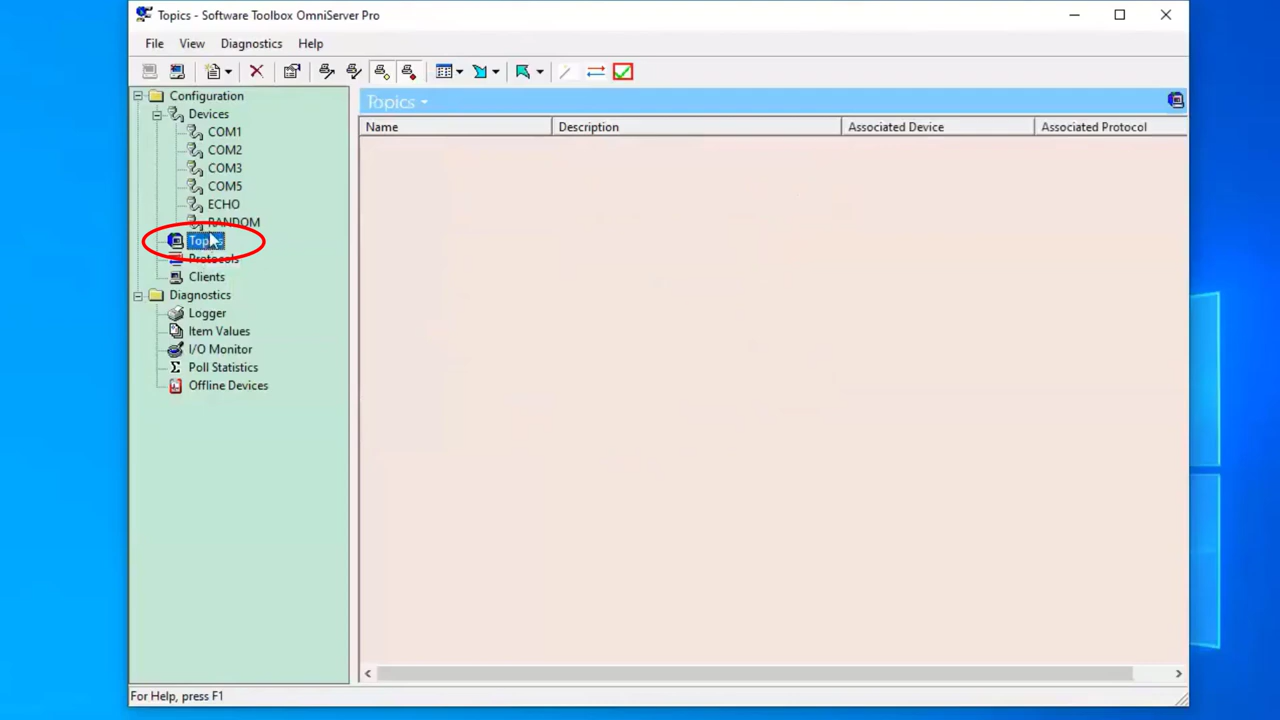 Topics - Software Toolbox OmniServer Pro
File View Diagnostics Help
Configuration
Devices
COM1
COM2
COM3
COM5
ECHO
RANDOM
Topics
Protocols
Clients
Diagnostics
Logger
Item Values
I/O Monitor
Poll Statistics
Offline Devices
Topics
Name Description Associated Device Associated Protocol
For Help, press F1